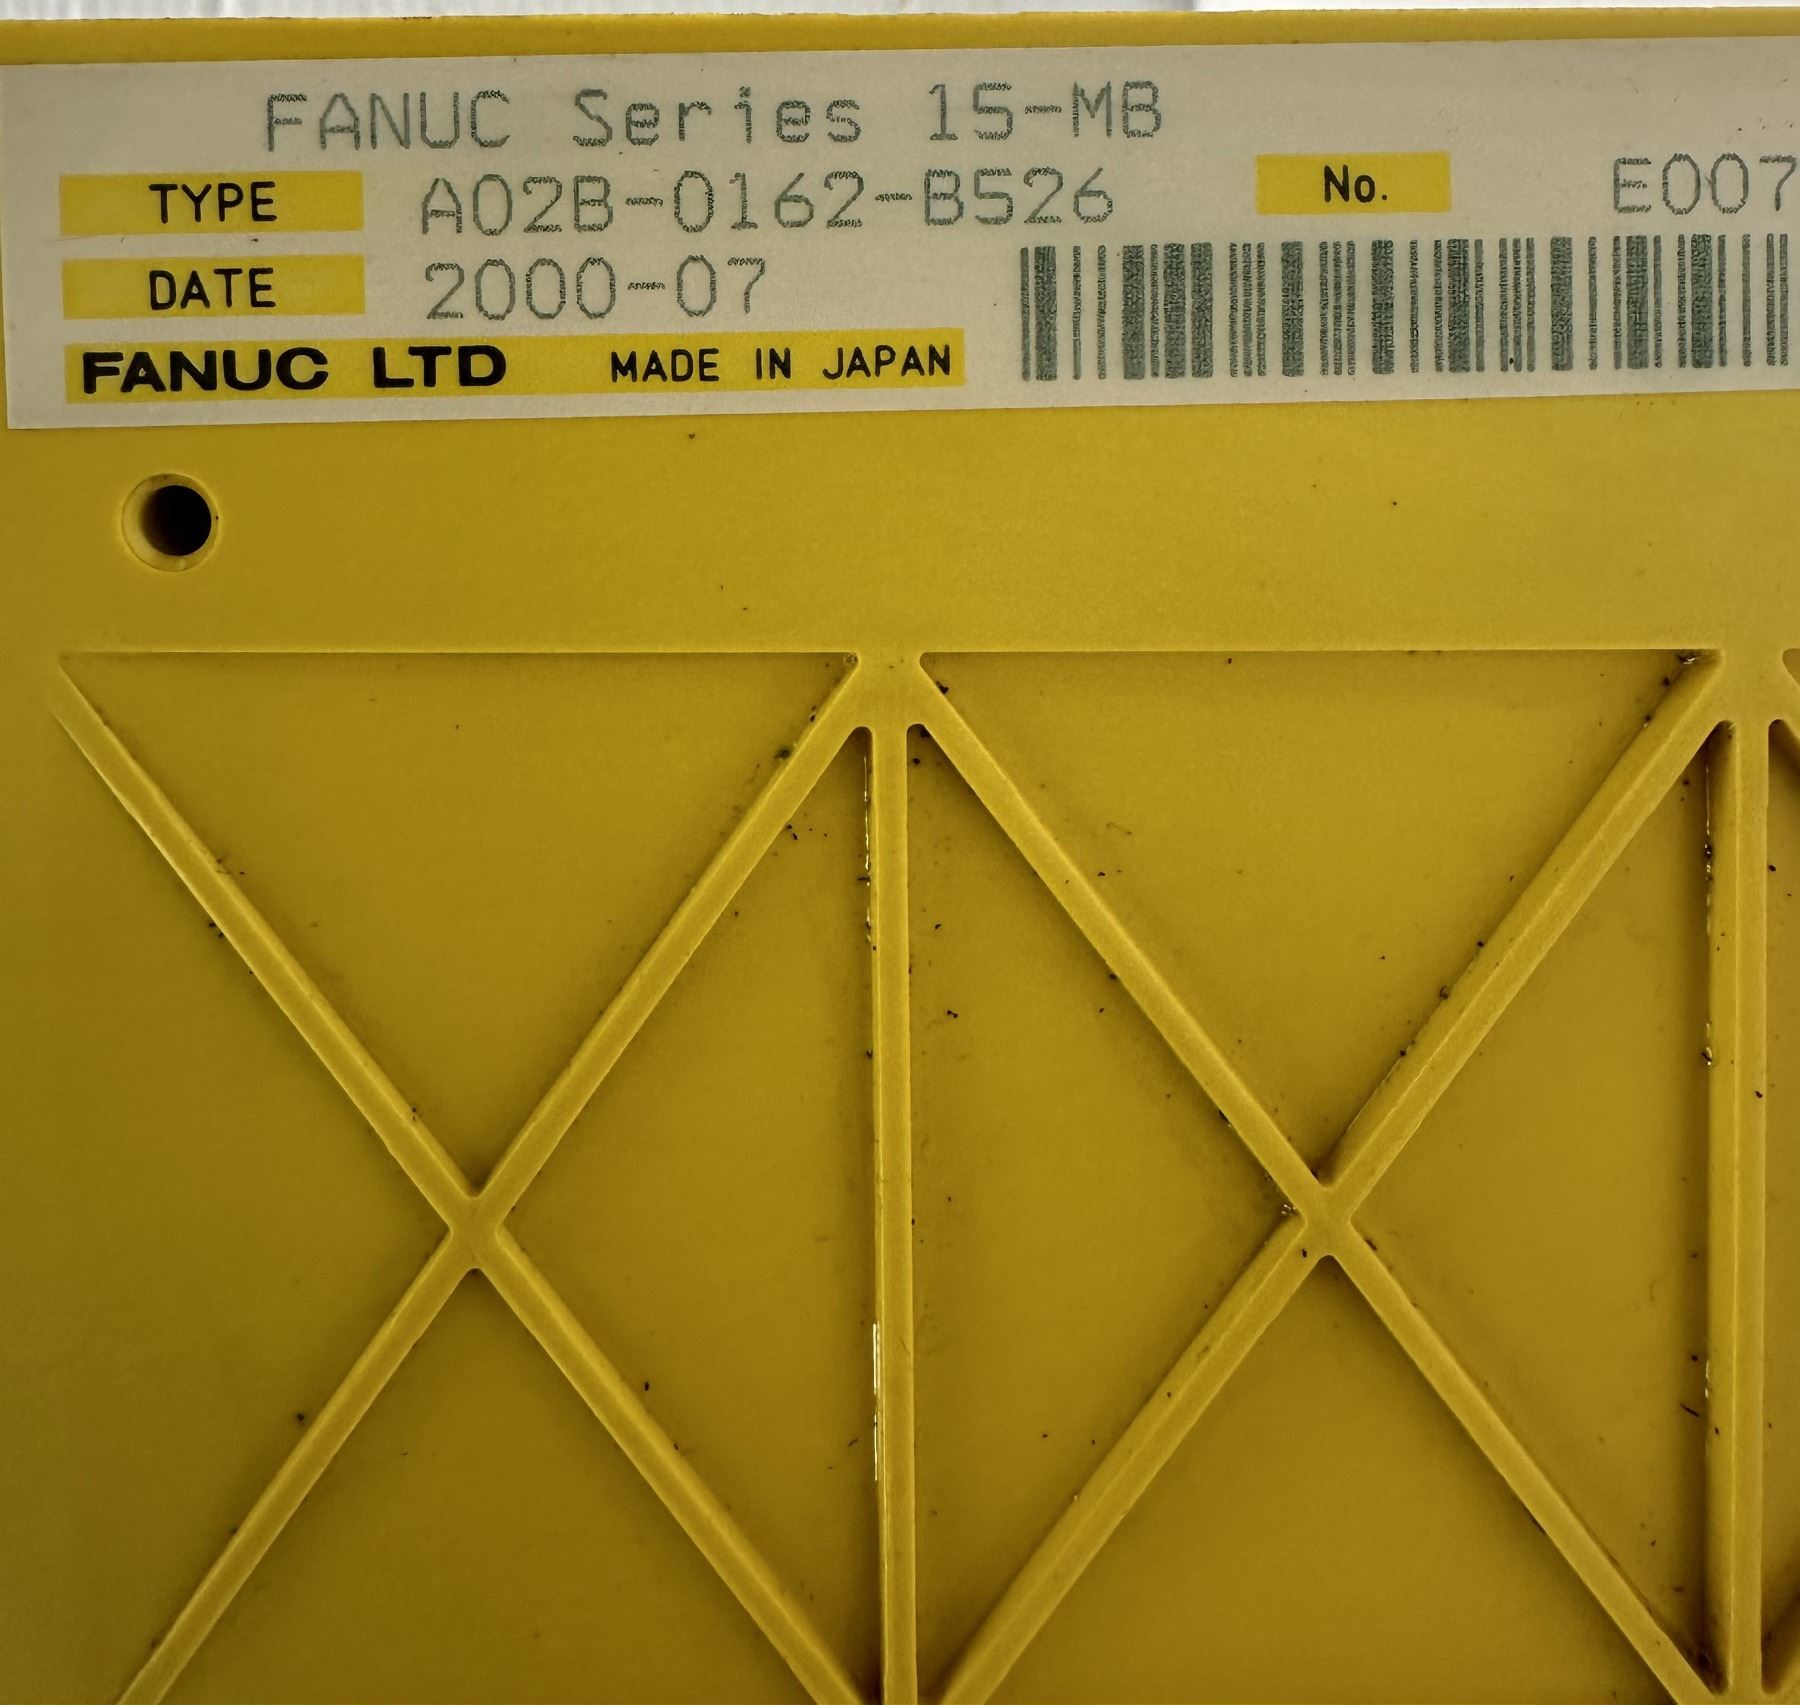 FANUC Series 15-MB
TYPE A02B-0162-B526 No. E007
DATE 2000-07
FANUC LTD MADE IN JAPAN